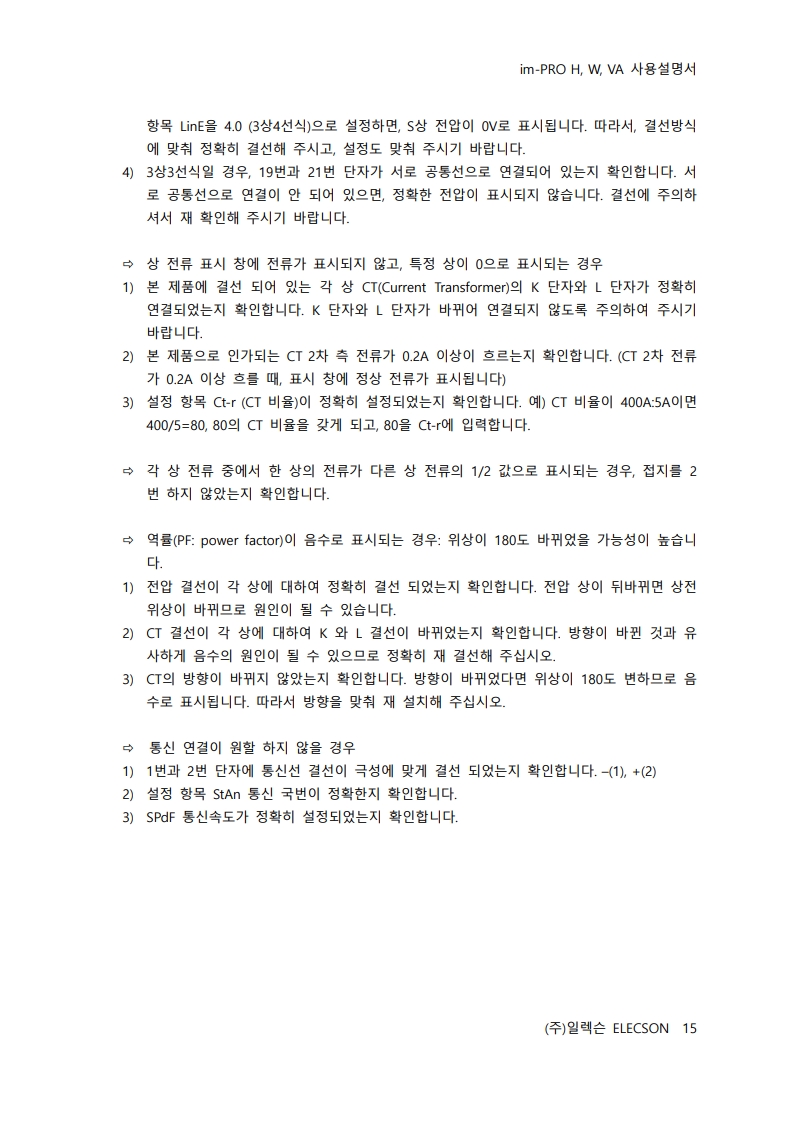 im-PRO H, W, VA 사용설명서
항목 LinE을 4.0 (3상4선식)으로 설정하면, S상 전압이 0V로 표시됩니다. 따라서, 결선방식
에 맞춰 정확히 결선해 주시고, 설정도 맞춰 주시기 바랍니다.
4) 3상3선식일 경우, 19번과 21번 단자가 서로 공통선으로 연결되어 있는지 확인합니다. 서
로 공통선으로 연결이 안 되어 있으면, 정확한 전압이 표시되지 않습니다. 결선에 주의하
셔서 재 확인해 주시기 바랍니다.
⇨ 상 전류 표시 창에 전류가 표시되지 않고, 특정 상이 0으로 표시되는 경우
1) 본 제품에 결선 되어 있는 각 상 CT(Current Transformer)의 K 단자와 L 단자가 정확히
연결되었는지 확인합니다. K 단자와 L 단자가 바뀌어 연결되지 않도록 주의하여 주시기
바랍니다.
2) 본 제품으로 인가되는 CT 2차 측 전류가 0.2A 이상이 흐르는지 확인합니다. (CT 2차 전류
가 0.2A 이상 흐를 때, 표시 창에 정상 전류가 표시됩니다)
3) 설정 항목 Ct-r (CT 비율)이 정확히 설정되었는지 확인합니다. 예) CT 비율이 400A:5A이면
400/5=80, 80의 CT 비율을 갖게 되고, 80을 Ct-r에 입력합니다.
⇨ 각 상 전류 중에서 한 상의 전류가 다른 상 전류의 1/2 값으로 표시되는 경우, 접지를 2
번 하지 않았는지 확인합니다.
⇨ 역률(PF: power factor)이 음수로 표시되는 경우: 위상이 180도 바뀌었을 가능성이 높습니
다.
1) 전압 결선이 각 상에 대하여 정확히 결선 되었는지 확인합니다. 전압 상이 뒤바뀌면 상전
위상이 바뀌므로 원인이 될 수 있습니다.
2) CT 결선이 각 상에 대하여 K 와 L 결선이 바뀌었는지 확인합니다. 방향이 바뀐 것과 유
사하게 음수의 원인이 될 수 있으므로 정확히 재 결선해 주십시오.
3) CT의 방향이 바뀌지 않았는지 확인합니다. 방향이 바뀌었다면 위상이 180도 변하므로 음
수로 표시됩니다. 따라서 방향을 맞춰 재 설치해 주십시오.
⇨ 통신 연결이 원할 하지 않을 경우
1) 1번과 2번 단자에 통신선 결선이 극성에 맞게 결선 되었는지 확인합니다. –(1), +(2)
2) 설정 항목 StAn 통신 국번이 정확한지 확인합니다.
3) SPdF 통신속도가 정확히 설정되었는지 확인합니다.
(주)일렉슨 ELECSON 15